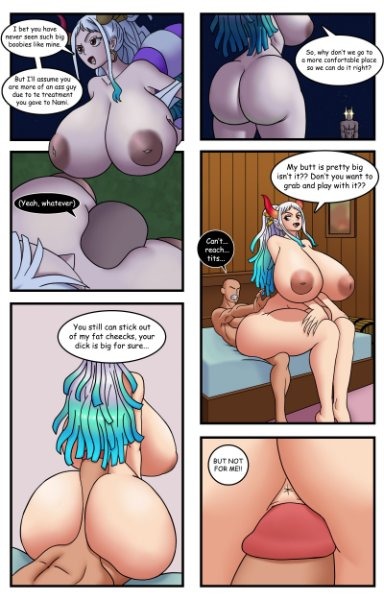 I bet you have
never seen such big
boobies like mine.
But I'll assume you
are more of an ass guy
due to te treatment
you gave to Nami.
So, why don't we go to
a more confortable place
so we can do it right?
(Yeah, whatever)
My butt is pretty big
isn't it?? Don't you want to
grab and play with it??
Can't...
reach...
tits...
You still can stick out
of my fat cheecks, your
dick is big for sure...
BUT NOT
FOR ME!!